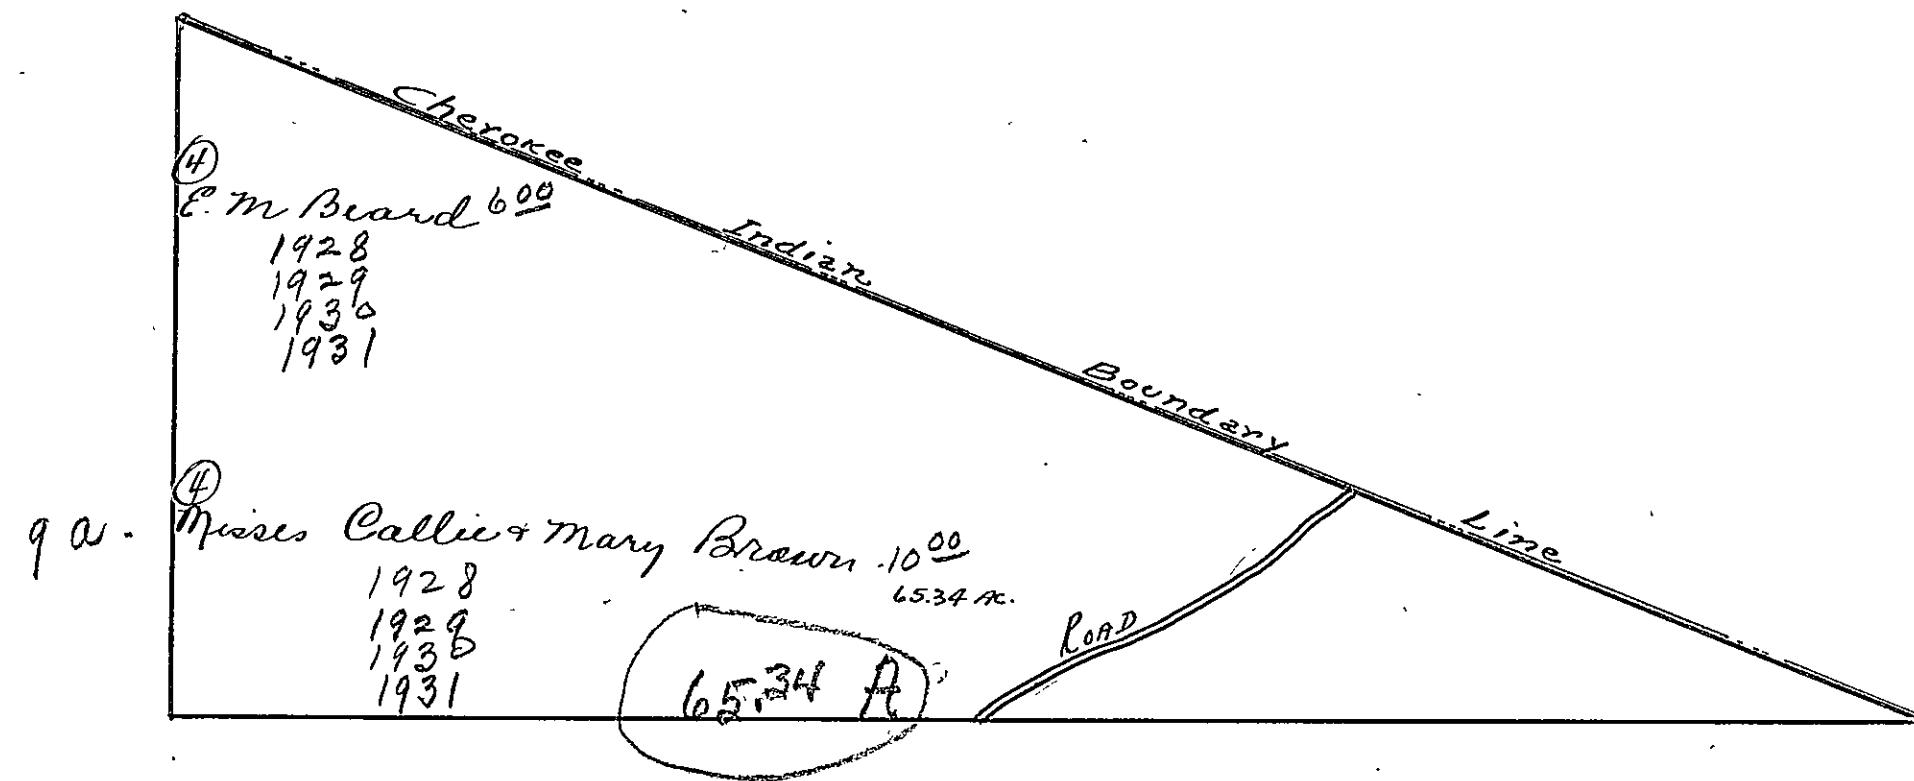 Cherokee Indian Boundary Line
4
E. M Beard 6 00
1928
1929
1930
1931
4
9 a. Misses Callie & Mary Brown .10 00
65.34 Ac.
1928
1929
1930
1931
65.34 A
ROAD